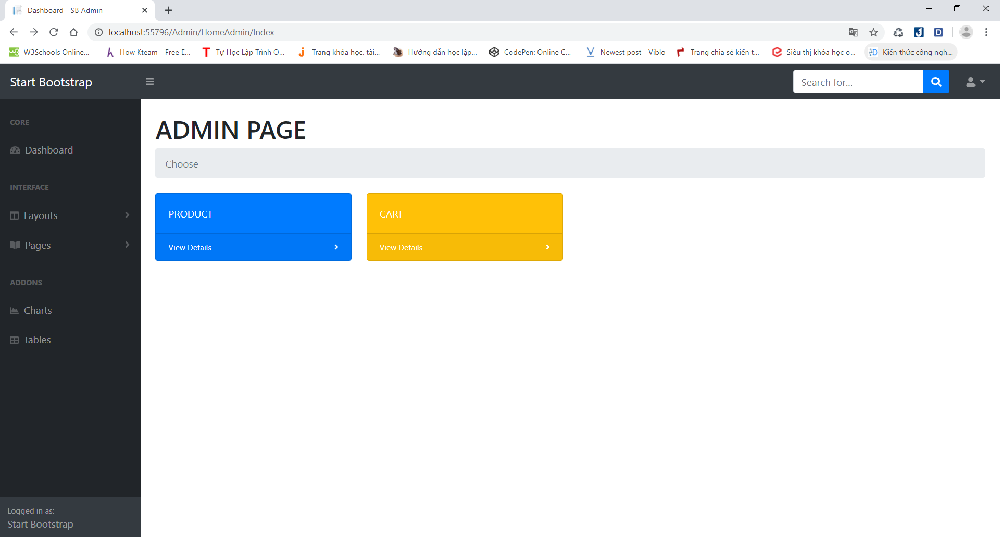 Dashboard - SB Admin
localhost:55796/Admin/HomeAdmin/Index
W3Schools Online...
How Kteam - Free E...
Tự Học Lập Trình O...
Trang khóa học, tài...
Hướng dẫn học lập...
CodePen: Online C...
Newest post - Viblo
Trang chia sẻ kiến t...
Siêu thị khóa học o...
Kiến thức công ngh...
Start Bootstrap
Search for...
CORE
Dashboard
INTERFACE
Layouts
Pages
ADDONS
Charts
Tables
Logged in as:
Start Bootstrap
ADMIN PAGE
Choose
PRODUCT
View Details
CART
View Details